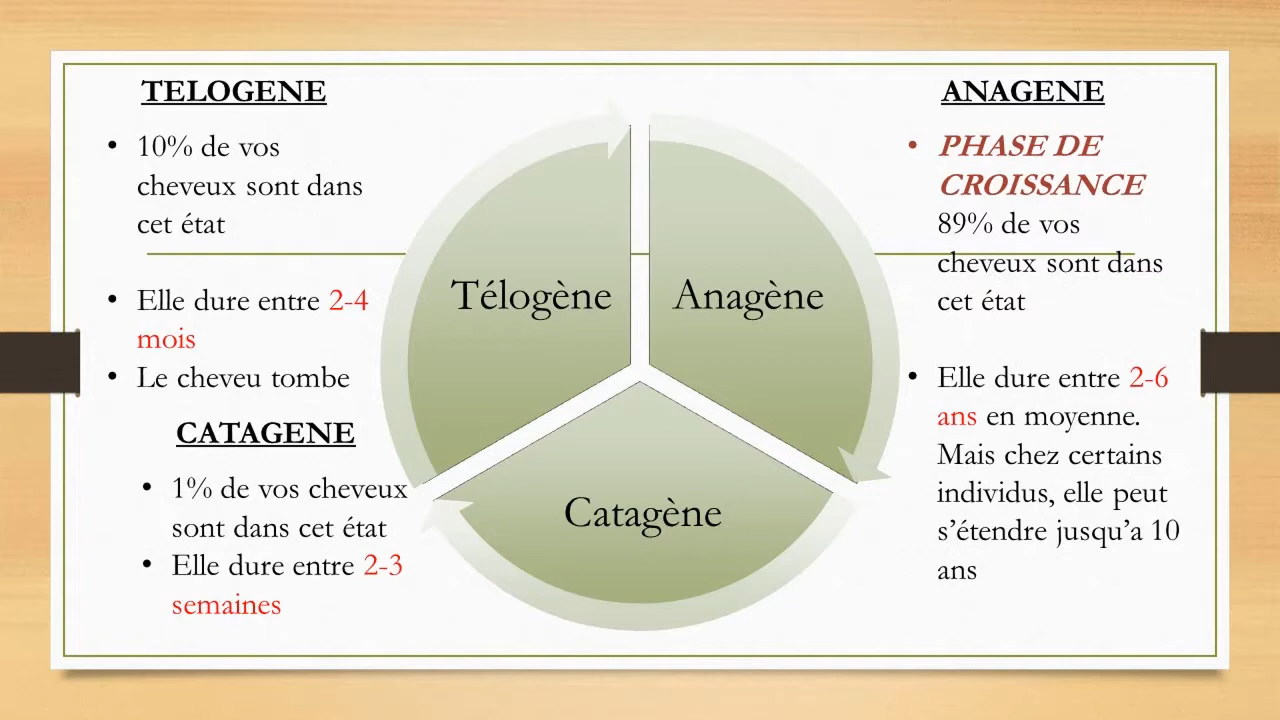 TELOGENE
• 10% de vos
cheveux sont dans
cet état
• Elle dure entre 2-4
mois
• Le cheveu tombe
CATAGENE
• 1% de vos cheveux
sont dans cet état
• Elle dure entre 2-3
semaines
Télogène
Anagène
Catagène
ANAGENE
• PHASE DE
CROISSANCE
89% de vos
cheveux sont dans
cet état
• Elle dure entre 2-6
ans en moyenne.
Mais chez certains
individus, elle peut
s’étendre jusqu’a 10
ans